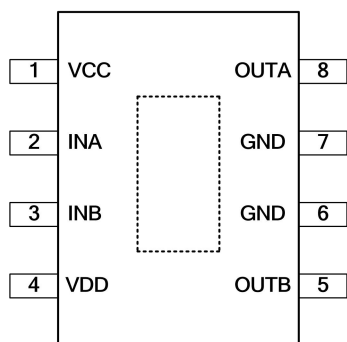 1 VCC OUTA 8
2 INA GND 7
3 INB GND 6
4 VDD OUTB 5